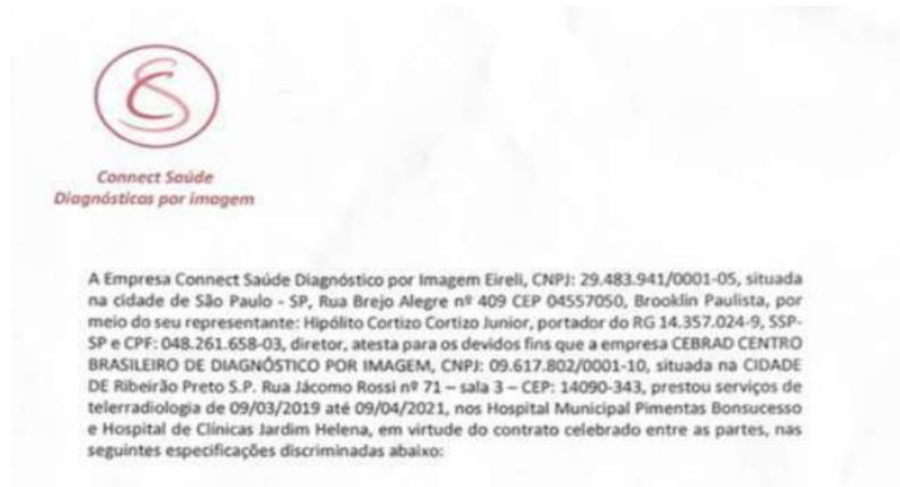 Connect Saúde
Diagnósticos por imagem
A Empresa Connect Saúde Diagnóstico por Imagem Eireli, CNPJ: 29.483.941/0001-05, situada
na cidade de São Paulo - SP, Rua Brejo Alegre nº 409 CEP 04557050, Brooklin Paulista, por
meio do seu representante: Hipólito Cortizo Cortizo Junior, portador do RG 14.357.024-9, SSP-
SP e CPF: 048.261.658-03, diretor, atesta para os devidos fins que a empresa CEBRAD CENTRO
BRASILEIRO DE DIAGNÓSTICO POR IMAGEM, CNPJ: 09.617.802/0001-10, situada na CIDADE
DE Ribeirão Preto S.P. Rua Jácomo Rossi nº 71 – sala 3 – CEP: 14090-343, prestou serviços de
telerradiologia de 09/03/2019 até 09/04/2021, nos Hospital Municipal Pimentas Bonsucesso
e Hospital de Clínicas Jardim Helena, em virtude do contrato celebrado entre as partes, nas
seguintes especificações discriminadas abaixo: